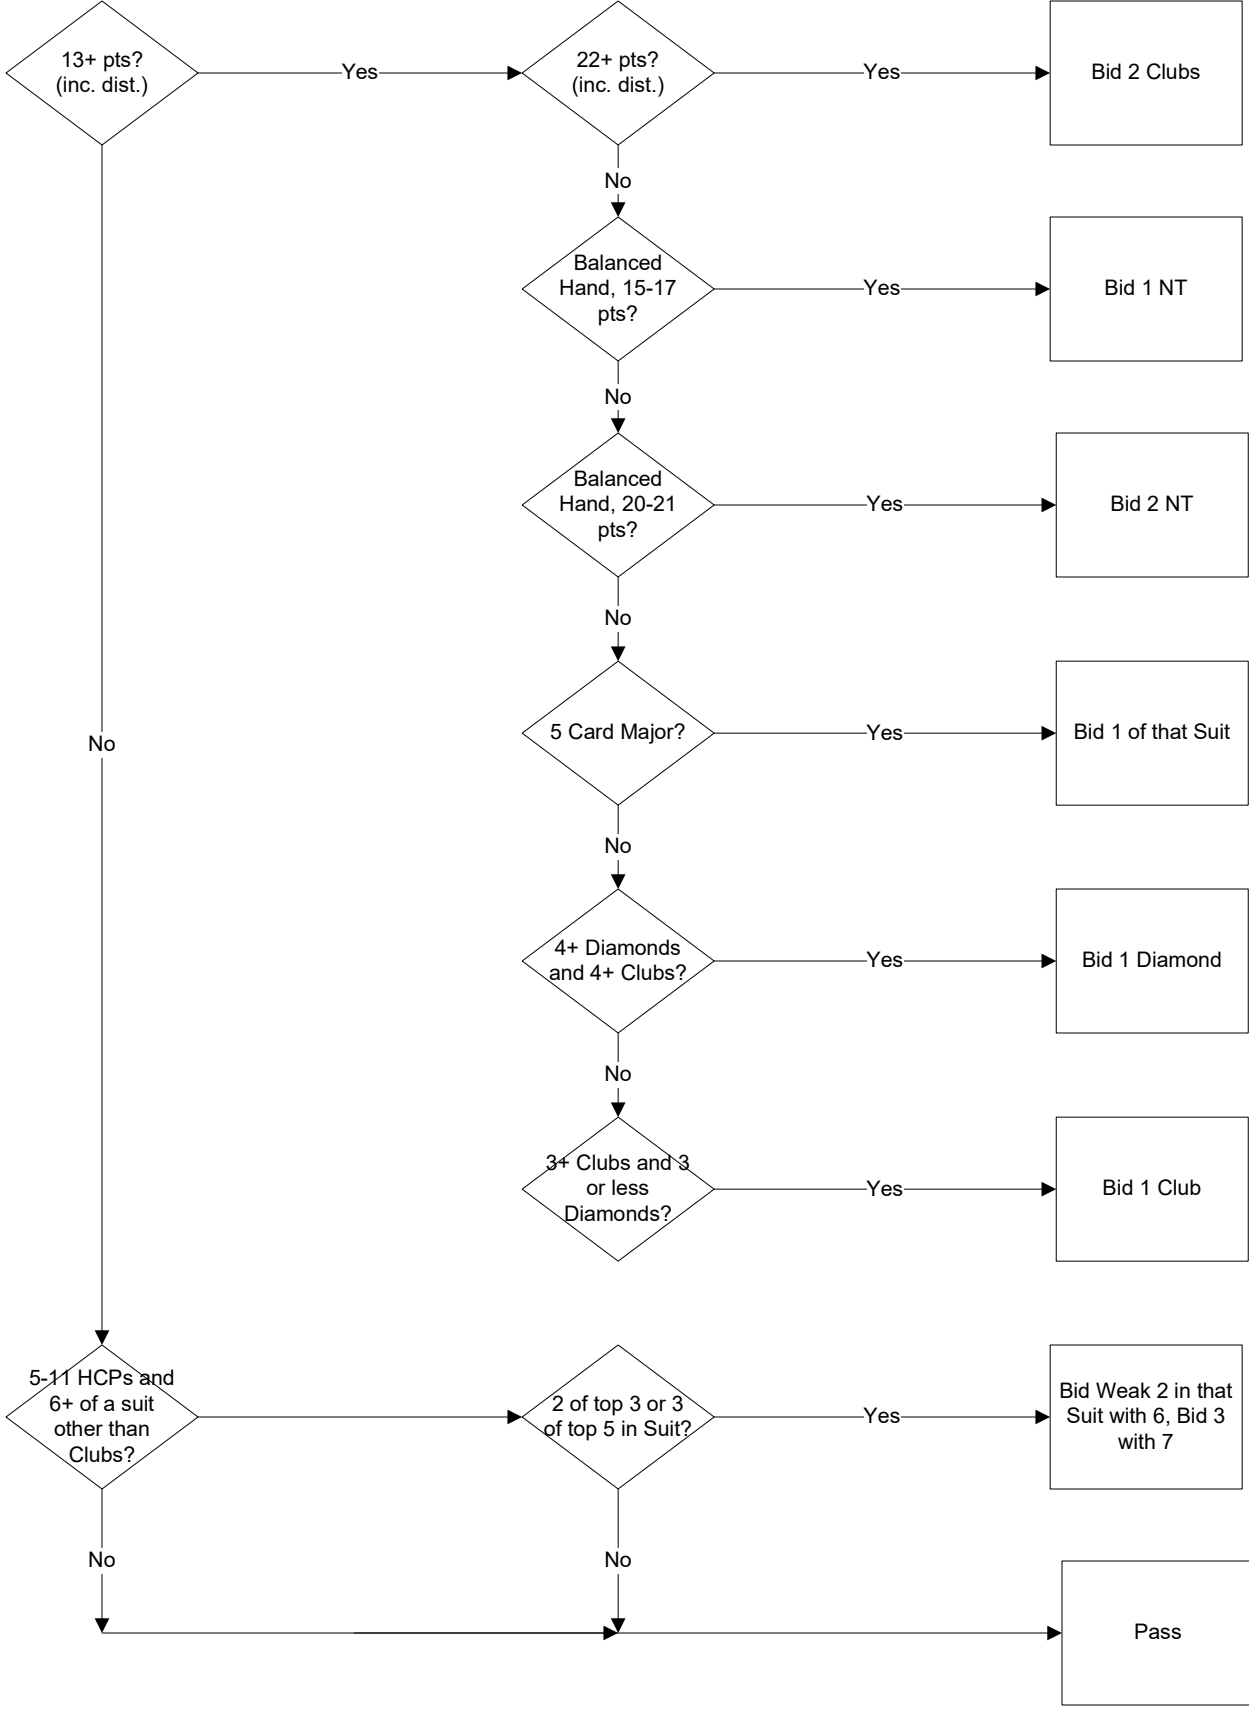 13+ pts?
(inc. dist.)
Yes
22+ pts?
(inc. dist.)
Yes
Bid 2 Clubs
No
Balanced
Hand, 15-17
pts?
Yes
Bid 1 NT
No
Balanced
Hand, 20-21
pts?
Yes
Bid 2 NT
No
5 Card Major?
Yes
Bid 1 of that Suit
No
No
4+ Diamonds
and 4+ Clubs?
Yes
Bid 1 Diamond
No
3+ Clubs and 3
or less
Diamonds?
Yes
Bid 1 Club
5-11 HCPs and
6+ of a suit
other than
Clubs?
2 of top 3 or 3
of top 5 in Suit?
Yes
Bid Weak 2 in that
Suit with 6, Bid 3
with 7
No
No
Pass